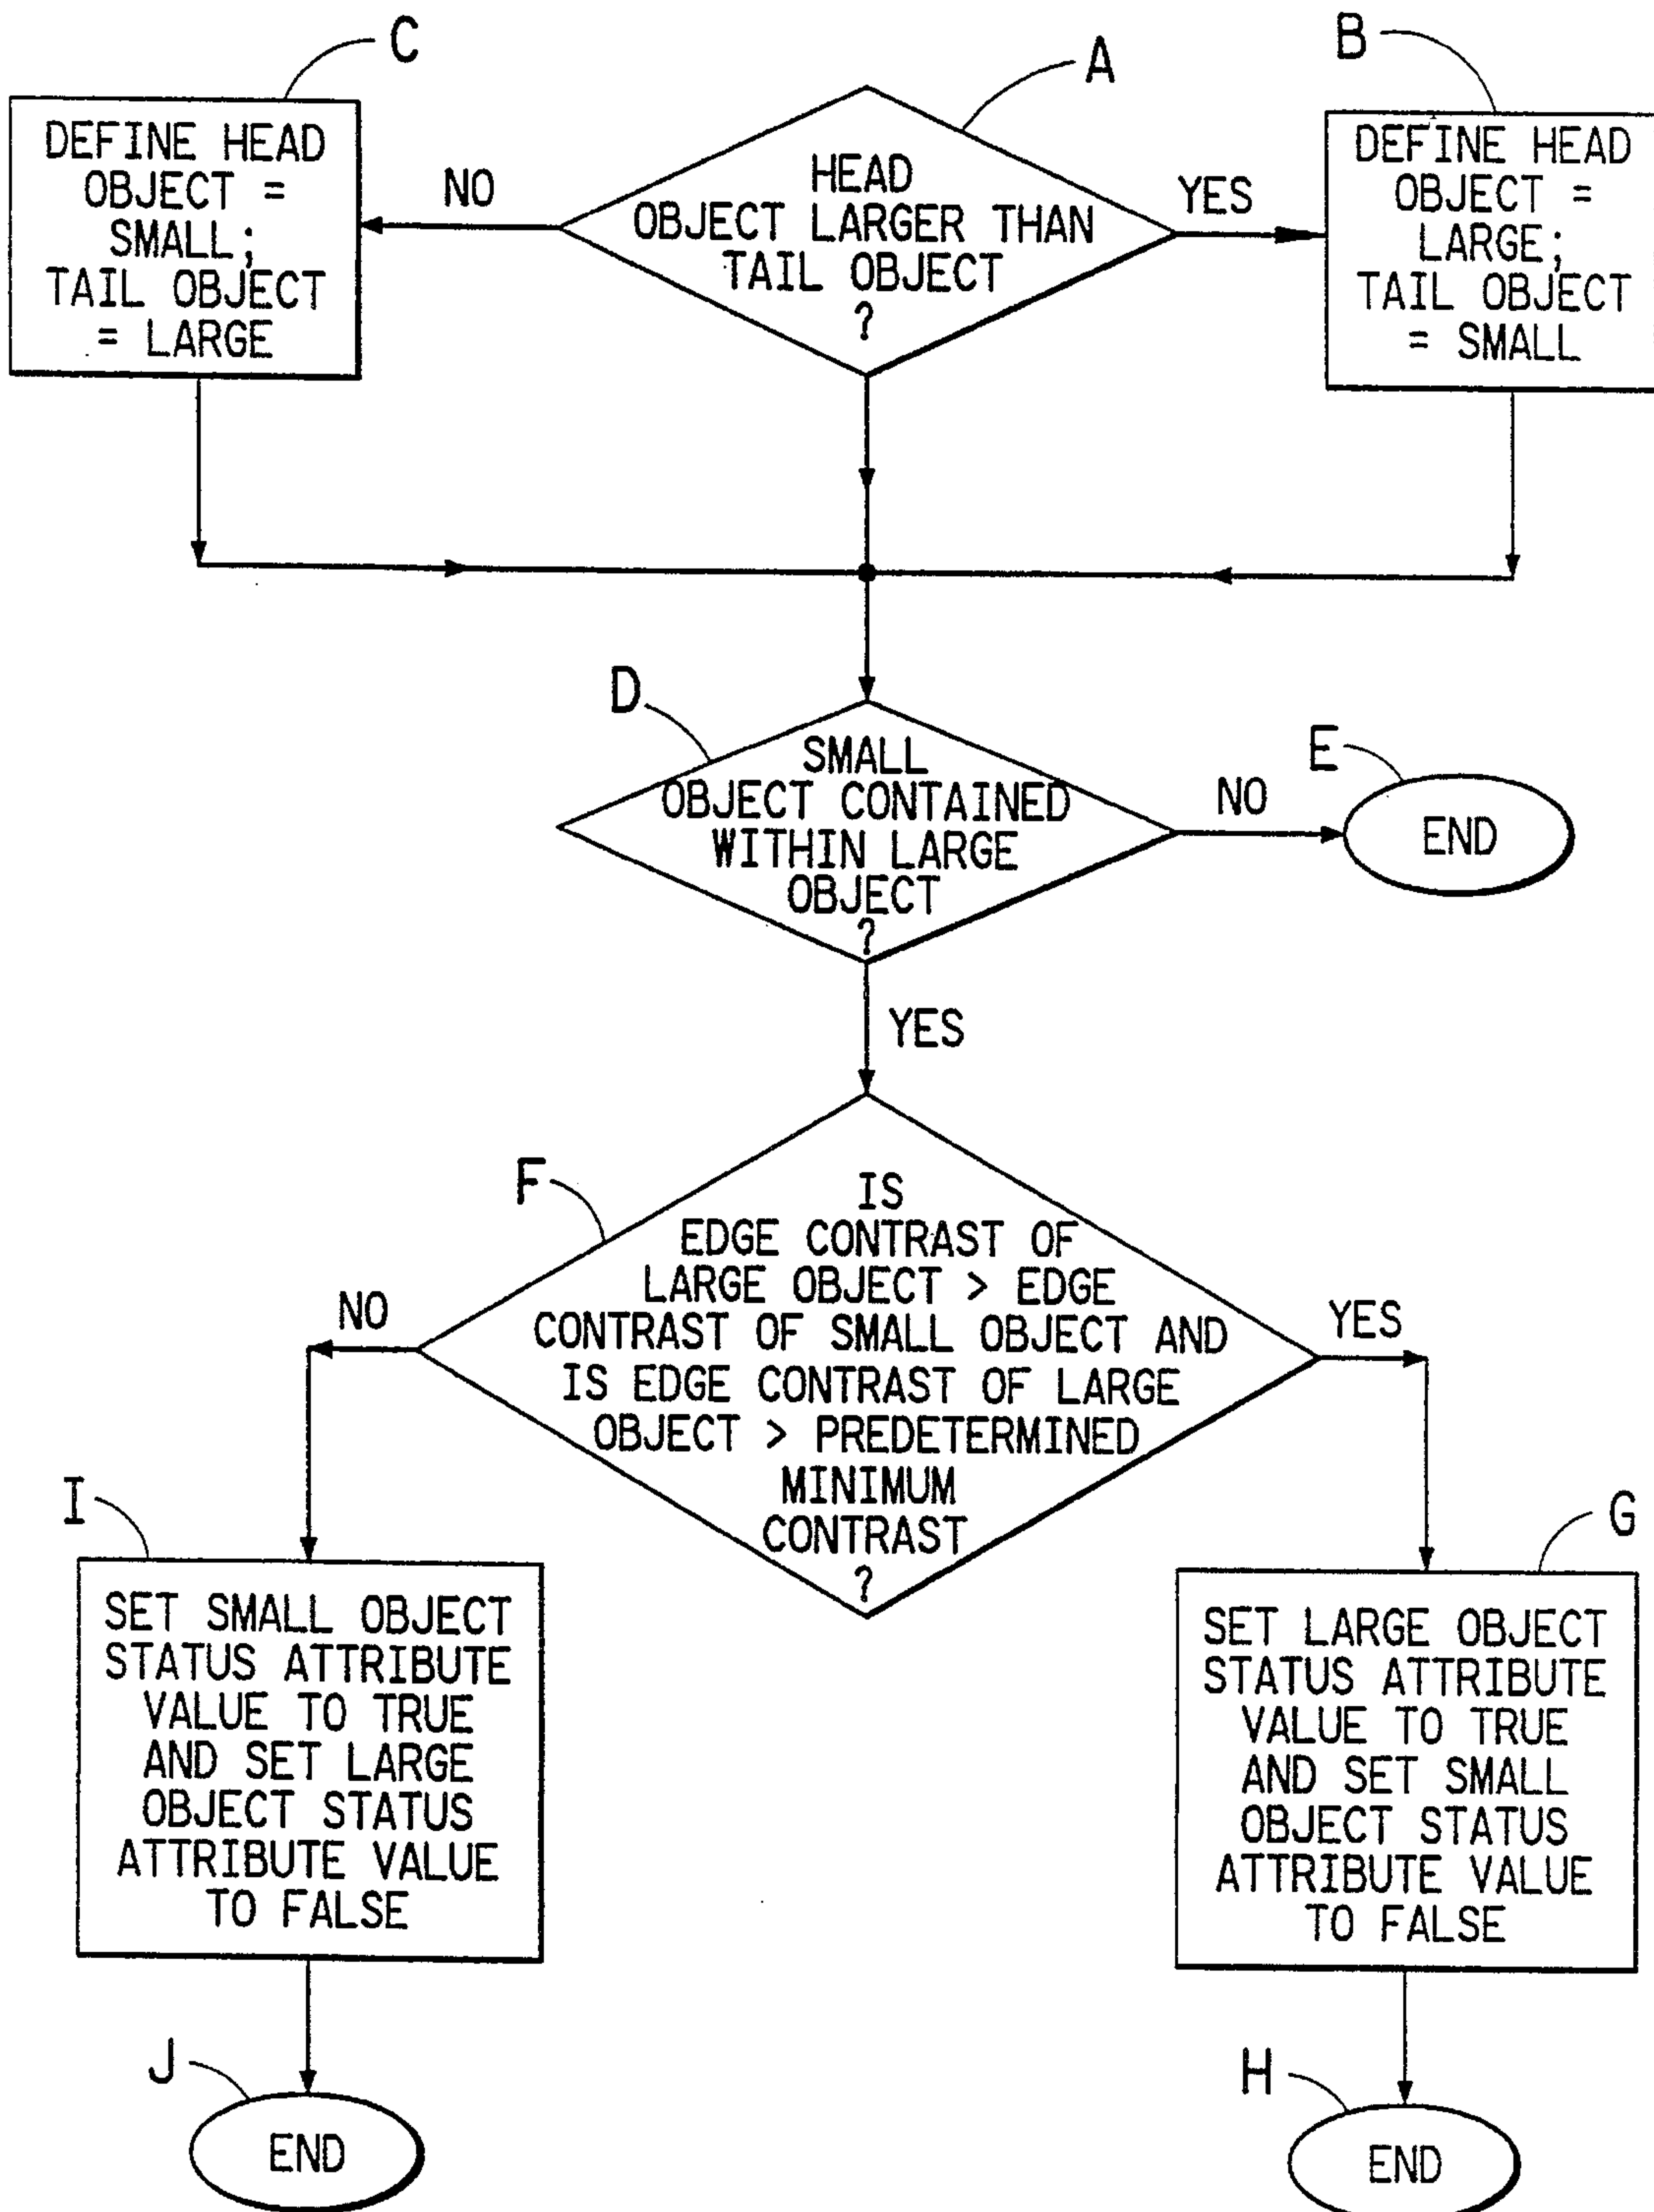 C
A
B
DEFINE HEAD
OBJECT =
SMALL;
TAIL OBJECT
= LARGE
NO
HEAD
OBJECT LARGER THAN
TAIL OBJECT
?
YES
DEFINE HEAD
OBJECT =
LARGE;
TAIL OBJECT
= SMALL
D
SMALL
OBJECT CONTAINED
WITHIN LARGE
OBJECT
?
NO
E
END
YES
F
IS
EDGE CONTRAST OF
LARGE OBJECT > EDGE
CONTRAST OF SMALL OBJECT AND
IS EDGE CONTRAST OF LARGE
OBJECT > PREDETERMINED
MINIMUM
CONTRAST
?
NO
YES
I
SET SMALL OBJECT
STATUS ATTRIBUTE
VALUE TO TRUE
AND SET LARGE
OBJECT STATUS
ATTRIBUTE VALUE
TO FALSE
G
SET LARGE OBJECT
STATUS ATTRIBUTE
VALUE TO TRUE
AND SET SMALL
OBJECT STATUS
ATTRIBUTE VALUE
TO FALSE
J
END
H
END